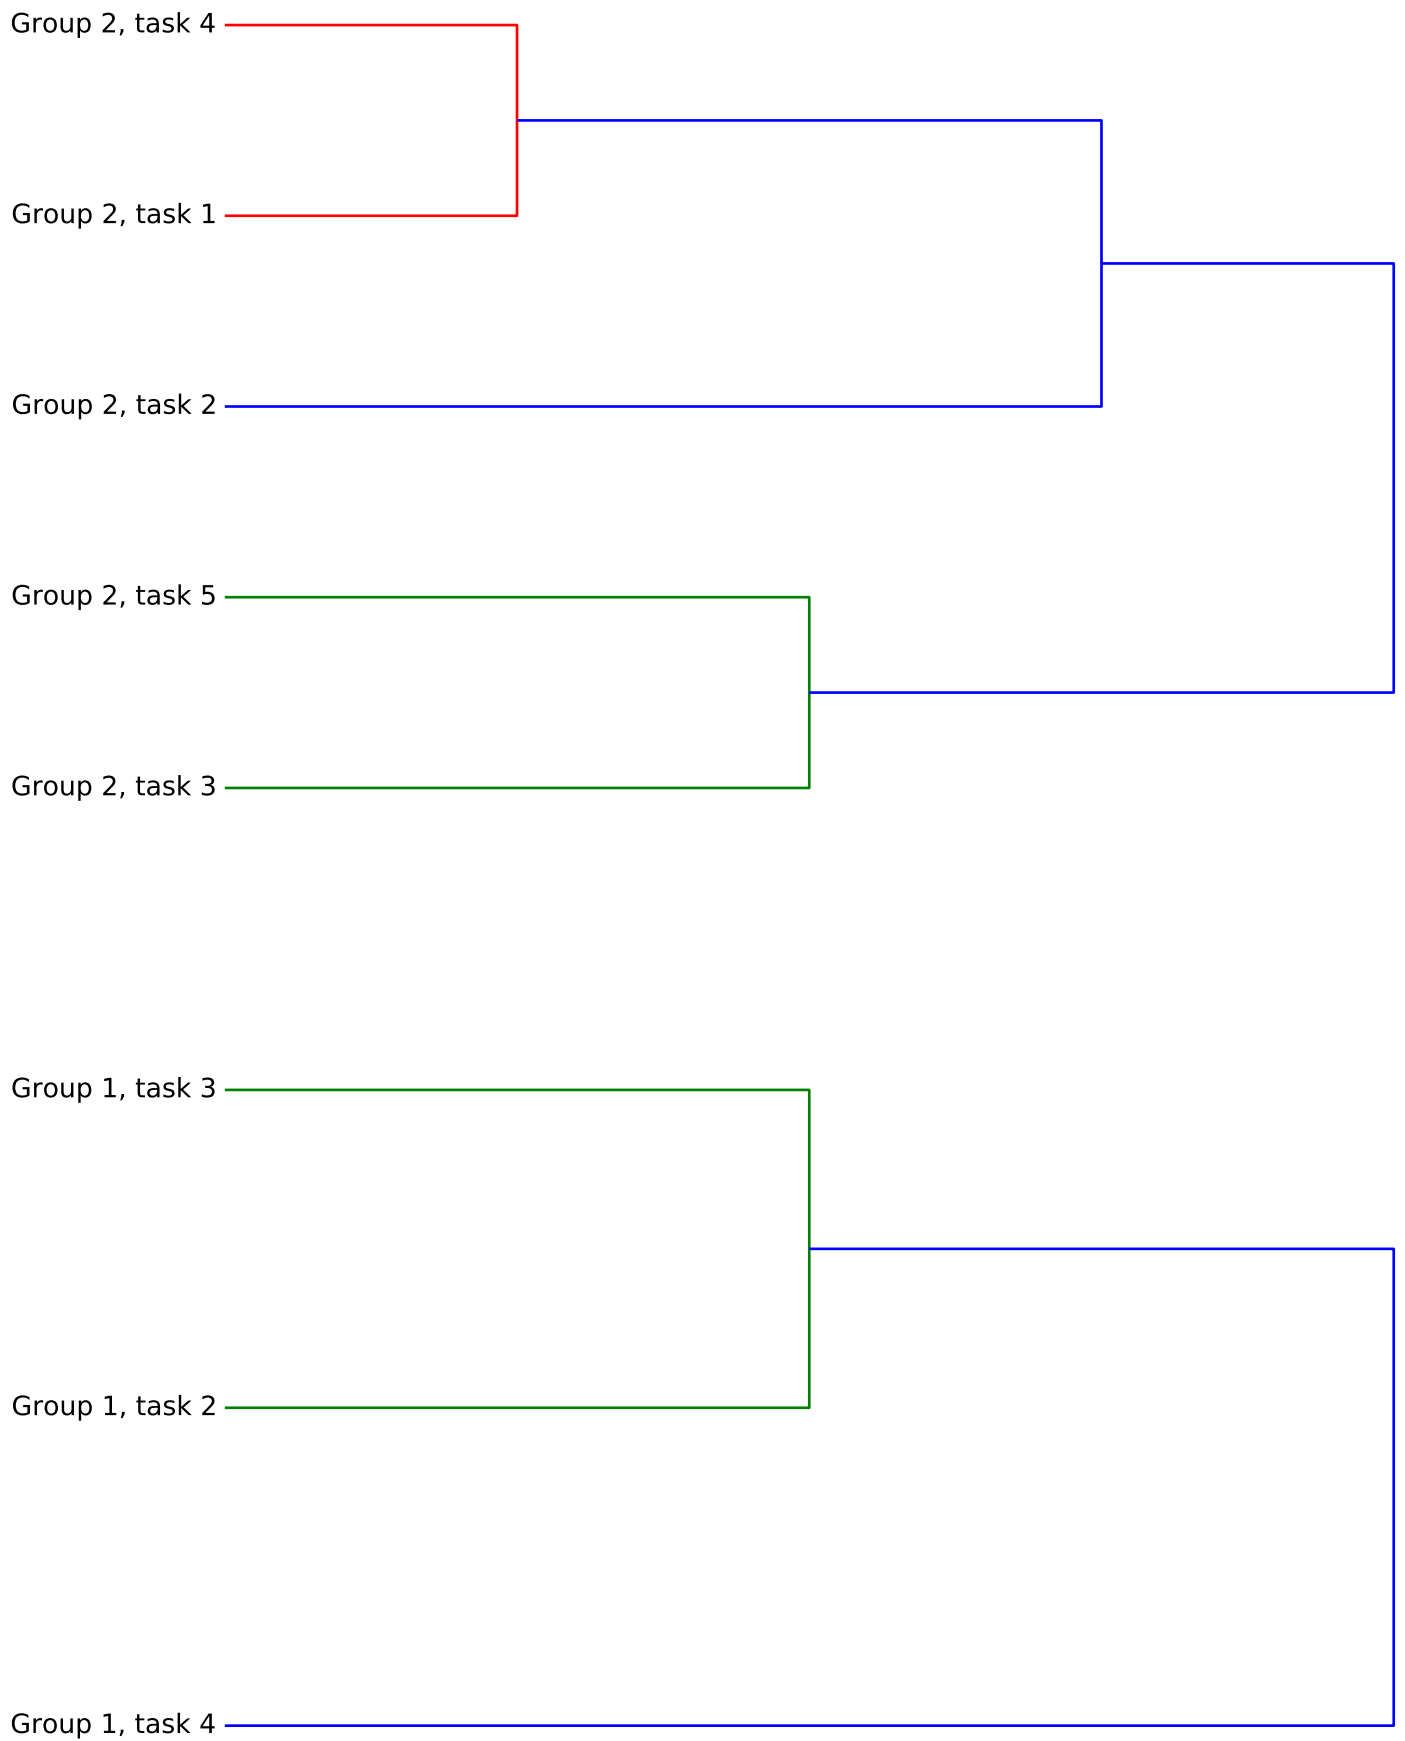 Group 2, task 4
Group 2, task 1
Group 2, task 2
Group 2, task 5
Group 2, task 3
Group 1, task 3
Group 1, task 2
Group 1, task 4